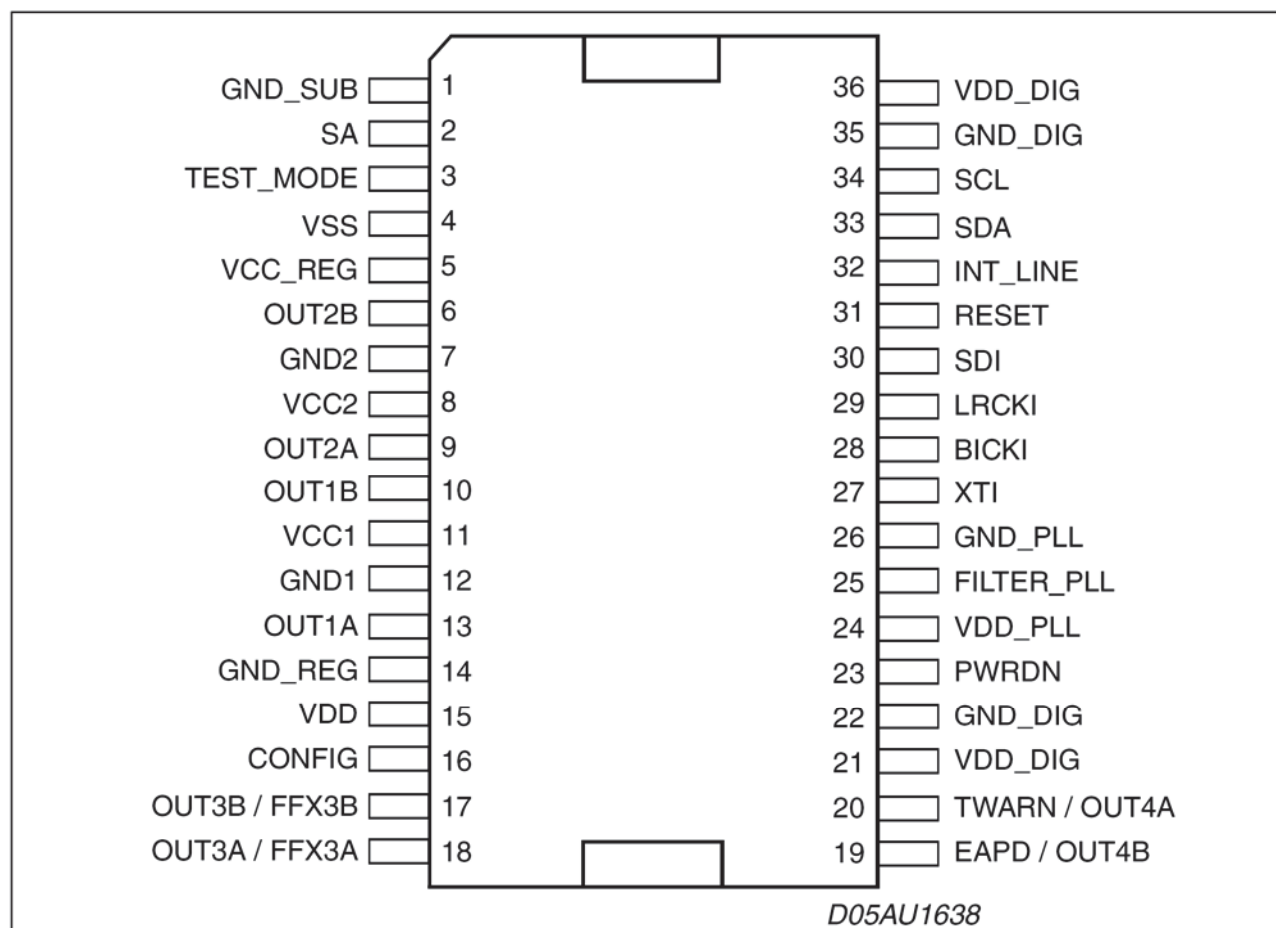 GND_SUB 1 36 VDD_DIG
SA 2 35 GND_DIG
TEST_MODE 3 34 SCL
VSS 4 33 SDA
VCC_REG 5 32 INT_LINE
OUT2B 6 31 RESET
GND2 7 30 SDI
VCC2 8 29 LRCKI
OUT2A 9 28 BICKI
OUT1B 10 27 XTI
VCC1 11 26 GND_PLL
GND1 12 25 FILTER_PLL
OUT1A 13 24 VDD_PLL
GND_REG 14 23 PWRDN
VDD 15 22 GND_DIG
CONFIG 16 21 VDD_DIG
OUT3B / FFX3B 17 20 TWARN / OUT4A
OUT3A / FFX3A 18 19 EAPD / OUT4B
D05AU1638